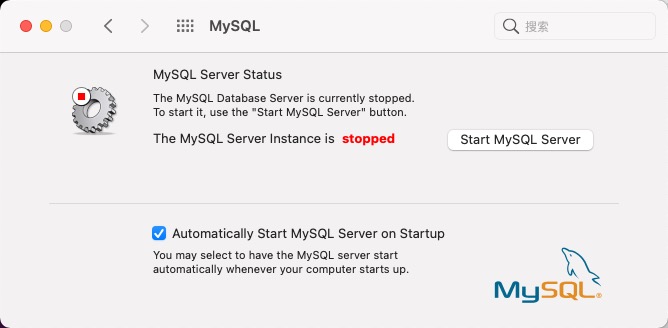 MySQL
搜索
MySQL Server Status
The MySQL Database Server is currently stopped.
To start it, use the "Start MySQL Server" button.
The MySQL Server Instance is stopped
Start MySQL Server
Automatically Start MySQL Server on Startup
You may select to have the MySQL server start
automatically whenever your computer starts up.
MySQL®